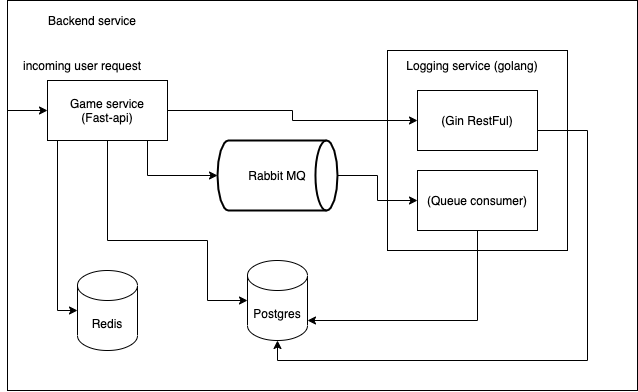 Backend service
incoming user request
Logging service (golang)
Game service
(Fast-api)
(Gin RestFul)
Rabbit MQ
(Queue consumer)
Postgres
Redis